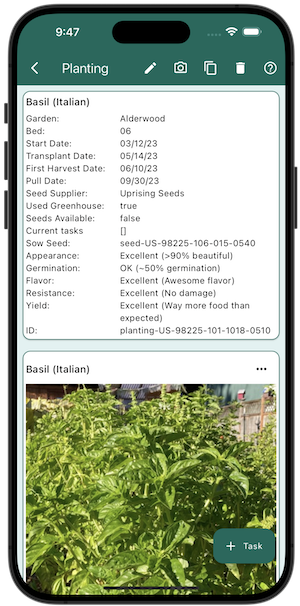 9:47
Planting
Basil (Italian)
Garden: Alderwood
Bed: 06
Start Date: 03/12/23
Transplant Date: 05/14/23
First Harvest Date: 06/10/23
Pull Date: 09/30/23
Seed Supplier: Uprising Seeds
Used Greenhouse: true
Seeds Available: false
Current tasks []
Sow Seed: seed-US-98225-106-015-0540
Appearance: Excellent (>90% beautiful)
Germination: OK (~50% germination)
Flavor: Excellent (Awesome flavor)
Resistance: Excellent (No damage)
Yield: Excellent (Way more food than
expected)
ID: planting-US-98225-101-1018-0510
Basil (Italian)
+ Task